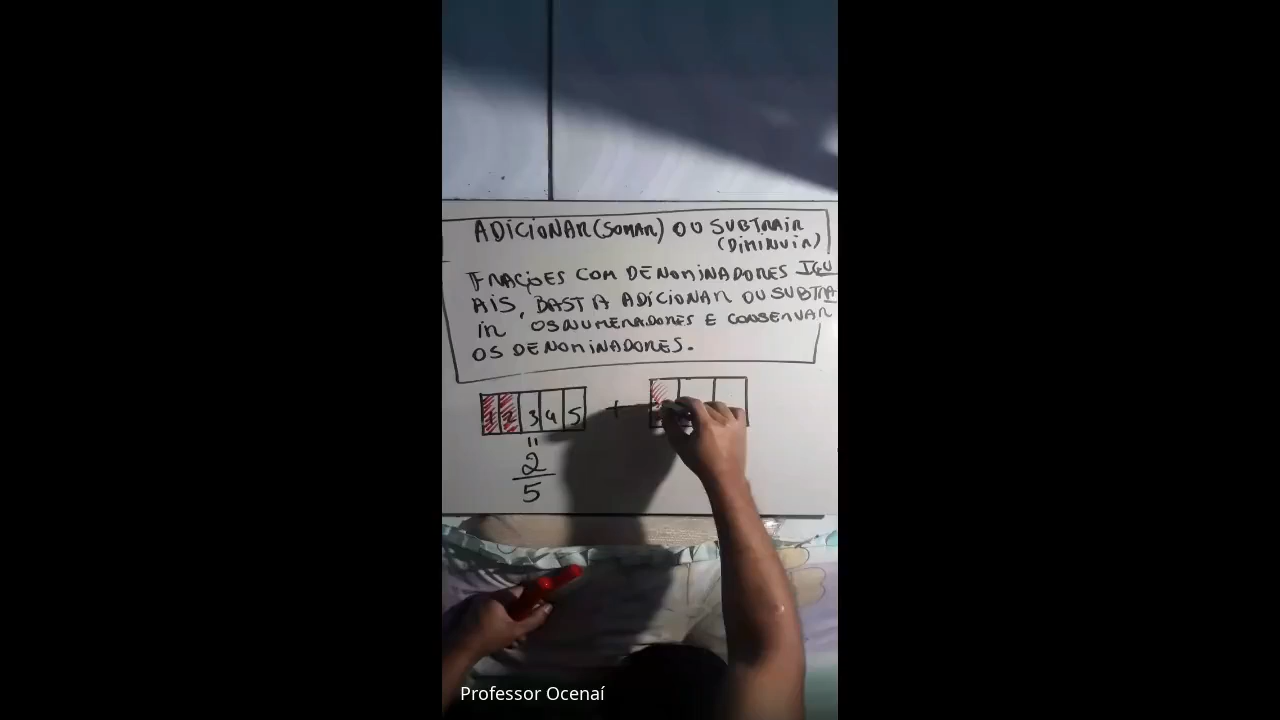 ADICIONAR (SOMAR) OU SUBTRAIR
(DIMINUIR)
FRAÇÕES COM DENOMINADORES IGU
AIS, BASTA ADICIONAR OU SUBTRA
IR OS NUMERADORES E CONSERVAR
OS DENOMINADORES.
1 2 3 4 5 +
=
2
5
Professor Ocenaí